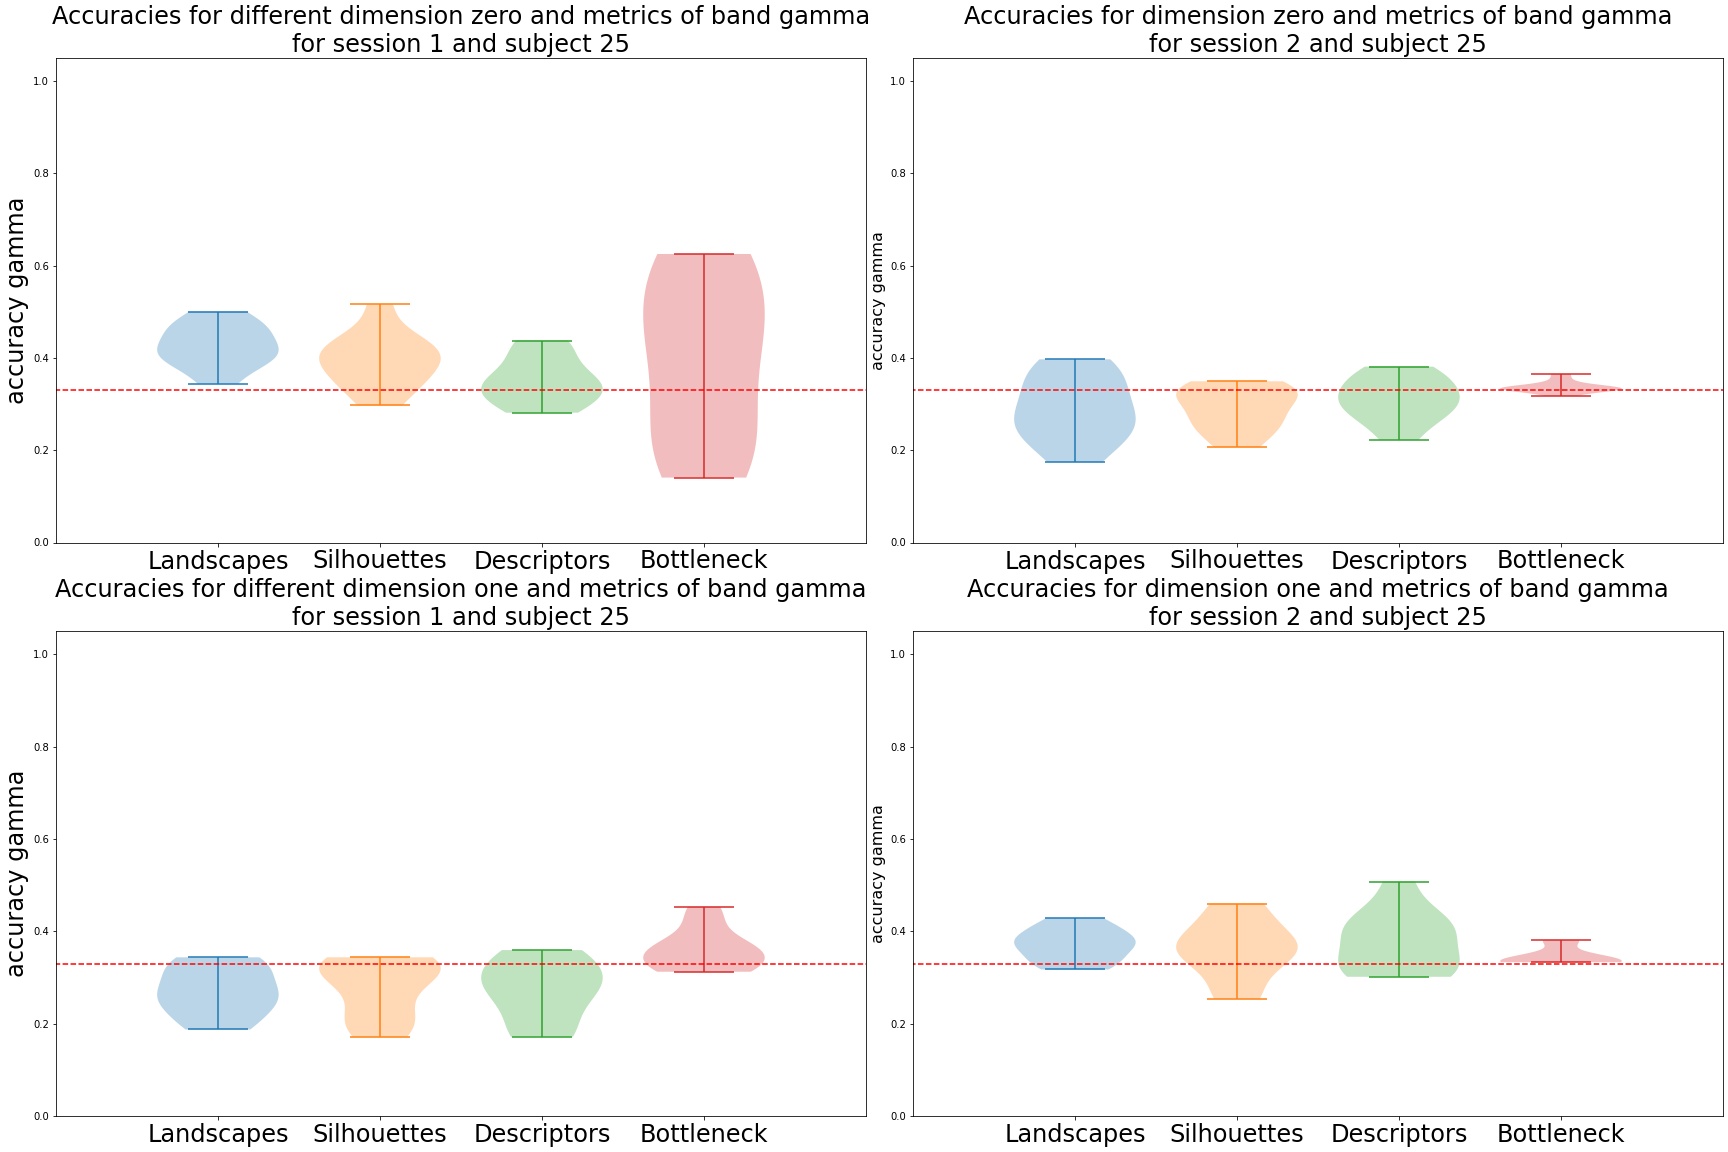 Accuracies for different dimension zero and metrics of band gamma
for session 1 and subject 25
accuracy gamma
1.0
0.8
0.6
0.4
0.2
0.0
Landscapes Silhouettes Descriptors Bottleneck
Accuracies for dimension zero and metrics of band gamma
for session 2 and subject 25
accuracy gamma
1.0
0.8
0.6
0.4
0.2
0.0
Landscapes Silhouettes Descriptors Bottleneck
Accuracies for different dimension one and metrics of band gamma
for session 1 and subject 25
accuracy gamma
1.0
0.8
0.6
0.4
0.2
0.0
Landscapes Silhouettes Descriptors Bottleneck
Accuracies for dimension one and metrics of band gamma
for session 2 and subject 25
accuracy gamma
1.0
0.8
0.6
0.4
0.2
0.0
Landscapes Silhouettes Descriptors Bottleneck